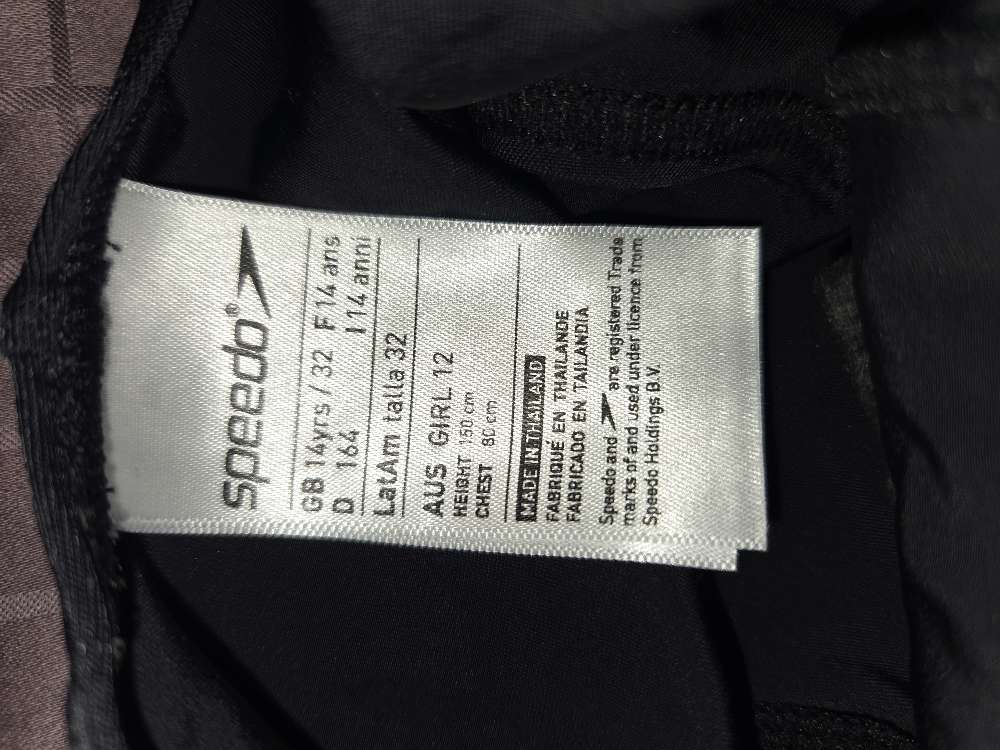 speedo®
GB 14yrs / 32 F 14 ans
D 164 I 14 anni
LatAm talla 32
AUS GIRL 12
HEIGHT 150 cm
CHEST 80 cm
MADE IN THAILAND
FABRIQUÉ EN THAILANDE
FABRICADO EN TAILANDIA
Speedo and are registered Trade
marks of and used under licence from
Speedo Holdings B.V.